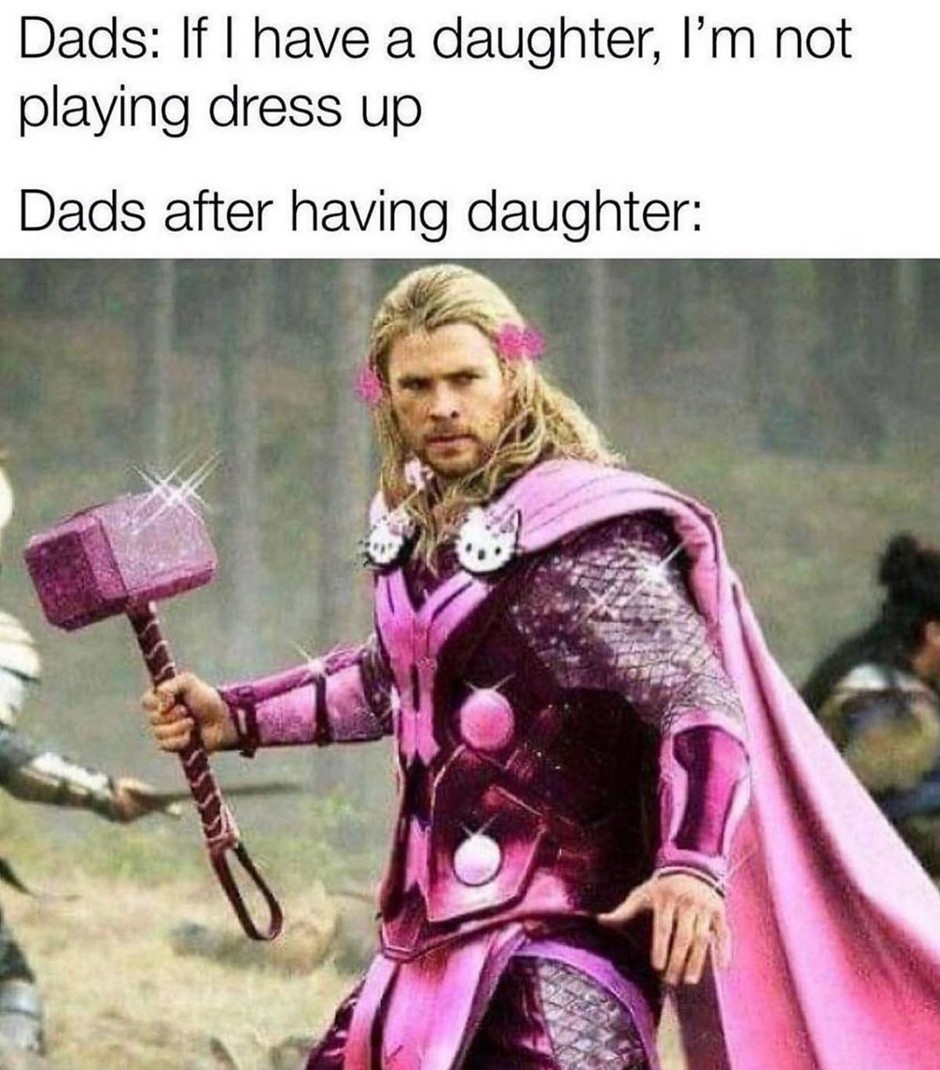 Dads: If I have a daughter, I’m not
playing dress up
Dads after having daughter: